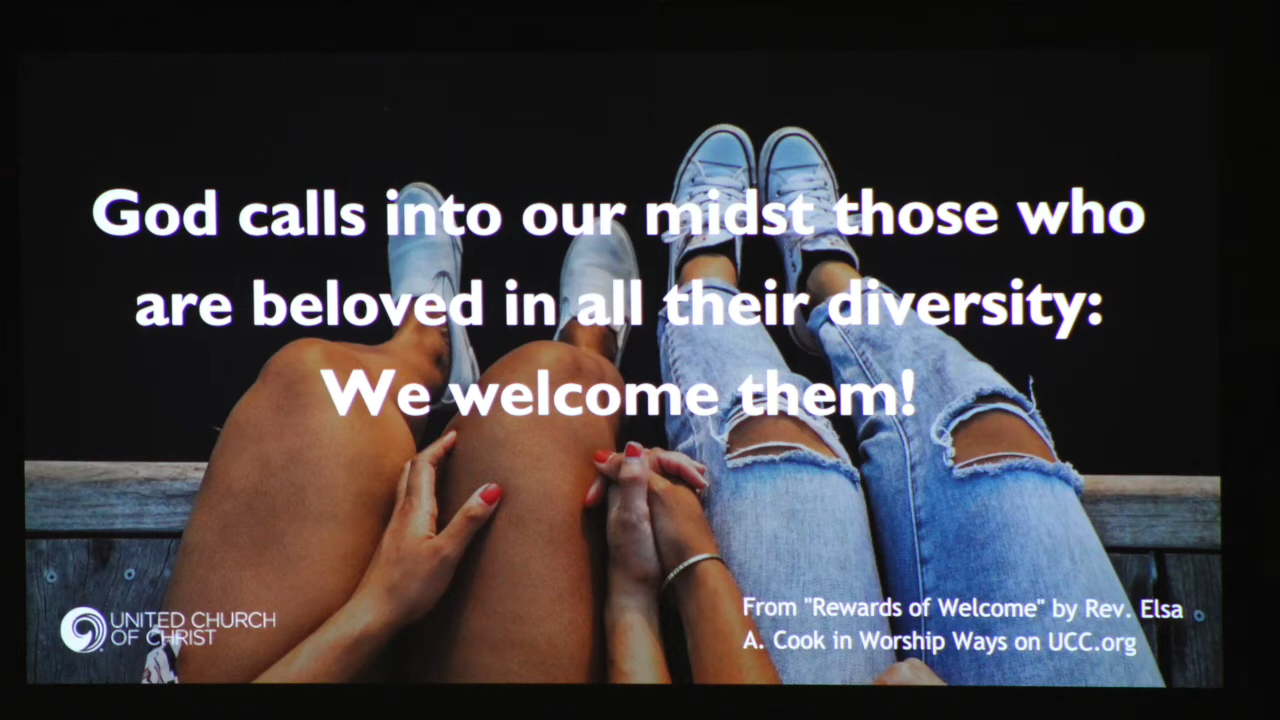 God calls into our midst those who
are beloved in all their diversity:
We welcome them!
UNITED CHURCH
OF CHRIST
From "Rewards of Welcome" by Rev. Elsa
A. Cook in Worship Ways on UCC.org